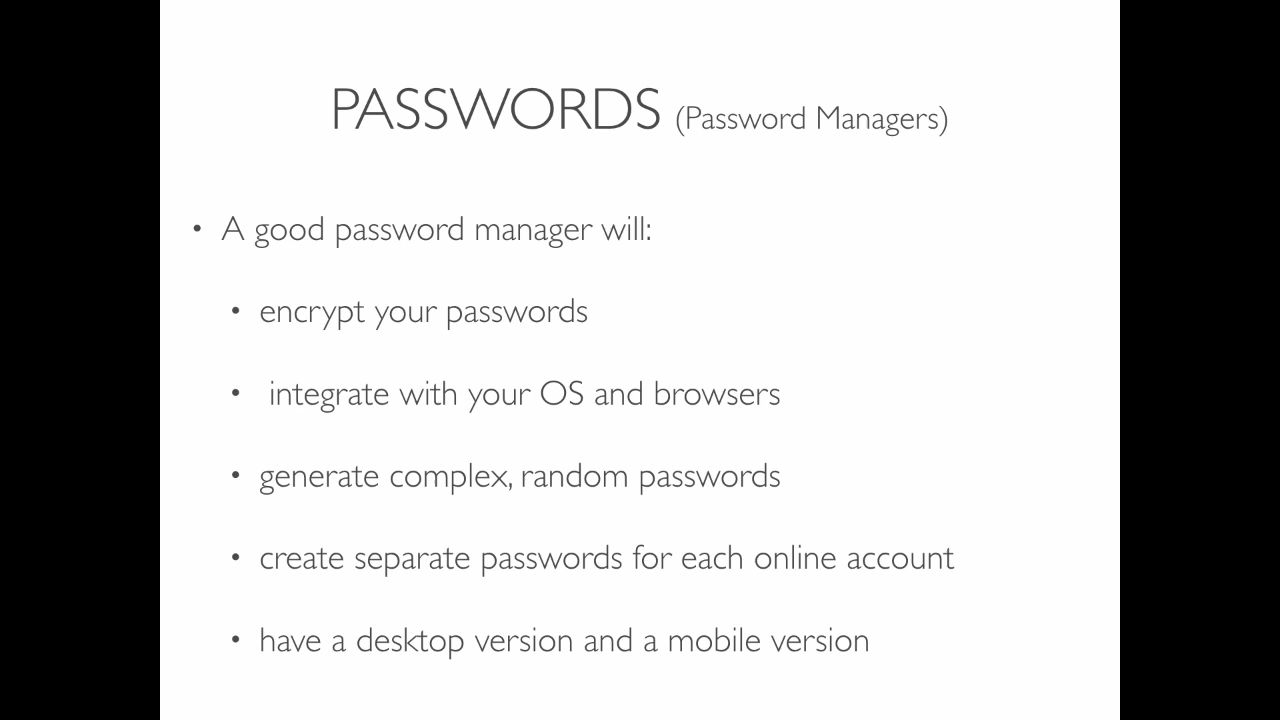 PASSWORDS (Password Managers)
• A good password manager will:
• encrypt your passwords
• integrate with your OS and browsers
• generate complex, random passwords
• create separate passwords for each online account
• have a desktop version and a mobile version